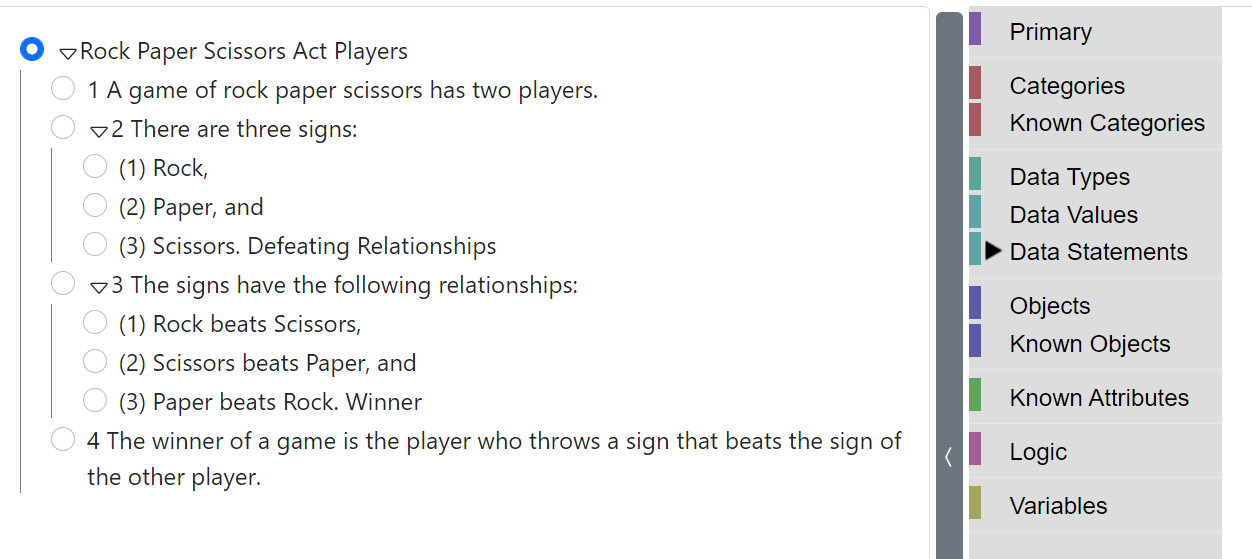 Rock Paper Scissors Act Players
1 A game of rock paper scissors has two players.
2 There are three signs:
(1) Rock,
(2) Paper, and
(3) Scissors. Defeating Relationships
3 The signs have the following relationships:
(1) Rock beats Scissors,
(2) Scissors beats Paper, and
(3) Paper beats Rock. Winner
4 The winner of a game is the player who throws a sign that beats the sign of
the other player.
Primary
Categories
Known Categories
Data Types
Data Values
Data Statements
Objects
Known Objects
Known Attributes
Logic
Variables